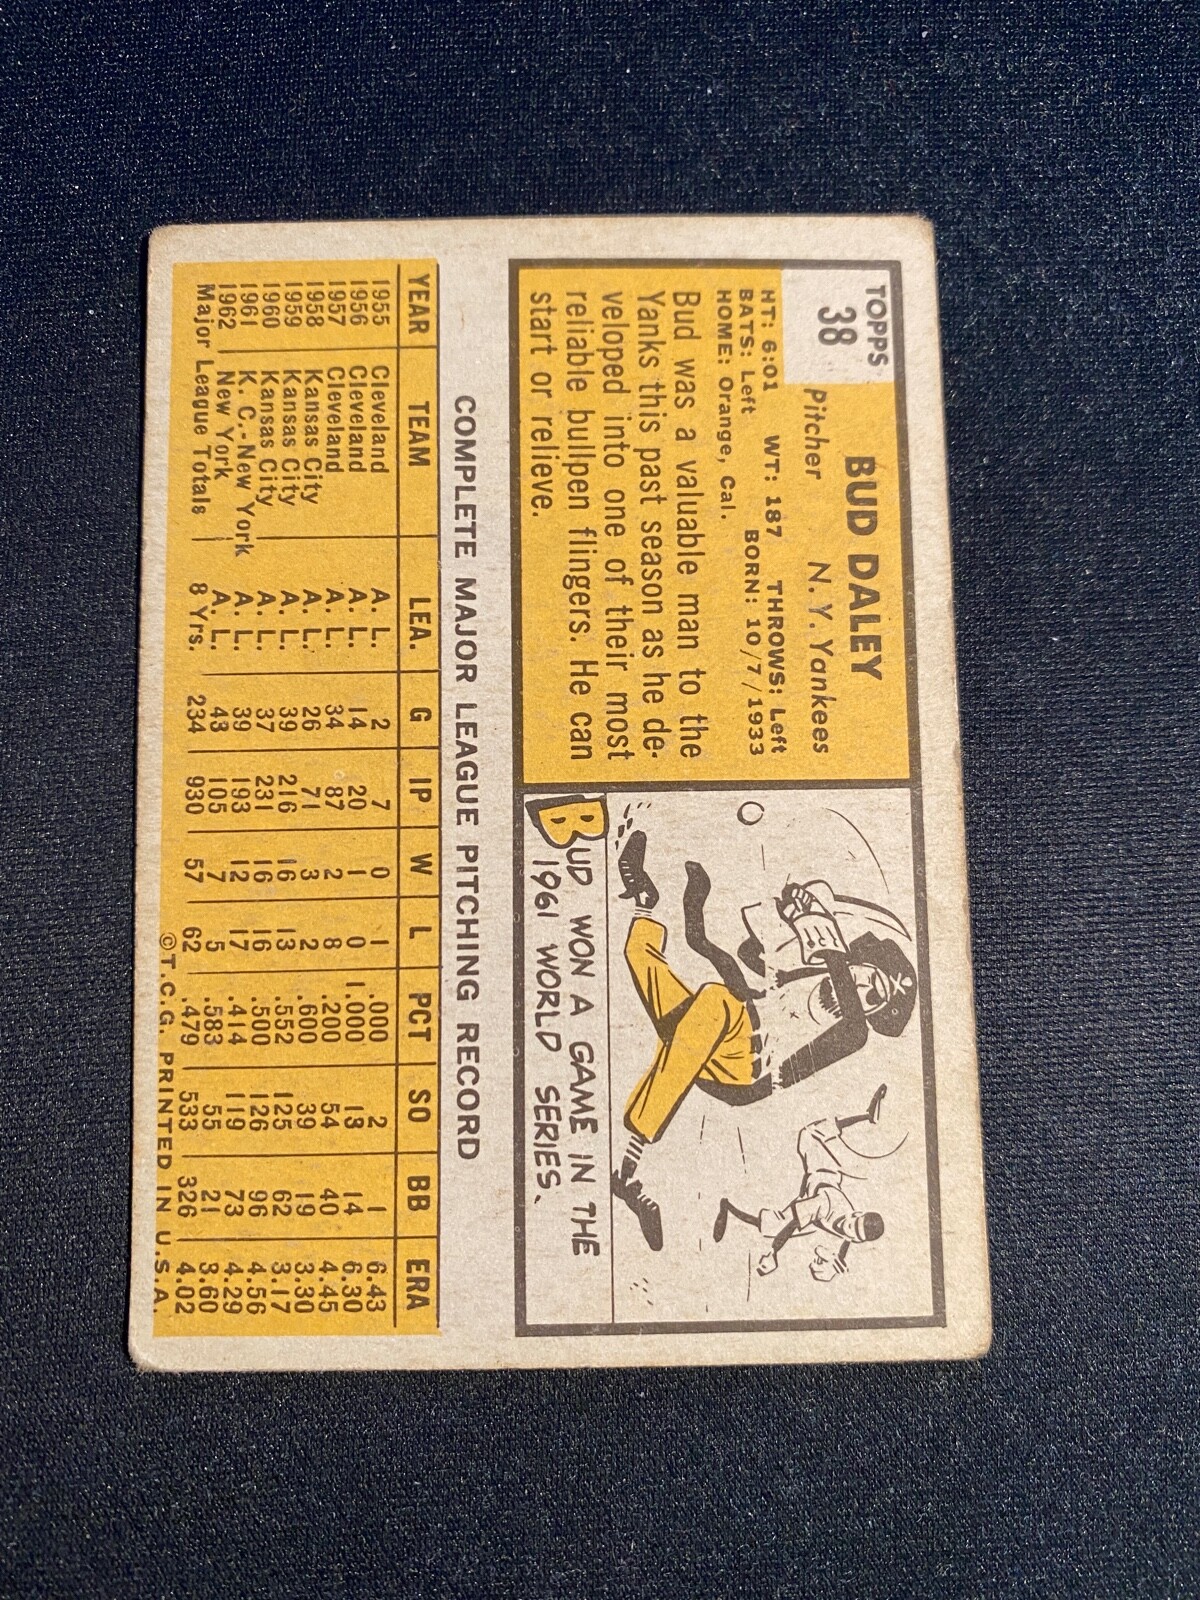 TOPPS
38
BUD DALEY
Pitcher N. Y. Yankees
HT: 6:01 WT: 187 THROWS: Left
BATS: Left BORN: 10/7/1933
HOME: Orange, Cal.
Bud was a valuable man to the
Yanks this past season as he de-
veloped into one of their most
reliable bullpen flingers. He can
start or relieve.
BUD WON A GAME IN THE
1961 WORLD SERIES.
COMPLETE MAJOR LEAGUE PITCHING RECORD
YEAR TEAM LEA. G IP W L PCT SO BB ERA
1955 Cleveland A. L. 2 7 0 1 .000 2 1 6.43
1956 Cleveland A. L. 14 20 1 0 1.000 13 14 6.30
1957 Cleveland A. L. 34 87 2 8 .200 54 40 4.45
1958 Kansas City A. L. 26 71 3 2 .600 39 19 3.30
1959 Kansas City A. L. 39 216 16 13 .552 125 62 3.17
1960 Kansas City A. L. 37 231 16 16 .500 126 96 4.56
1961 K. C.-New York A. L. 39 193 12 17 .414 119 73 4.29
1962 New York A. L. 43 105 7 5 .583 55 21 3.60
Major League Totals 8 Yrs. 234 930 57 62 .479 533 326 4.02
©T.C.G. PRINTED IN U.S.A.